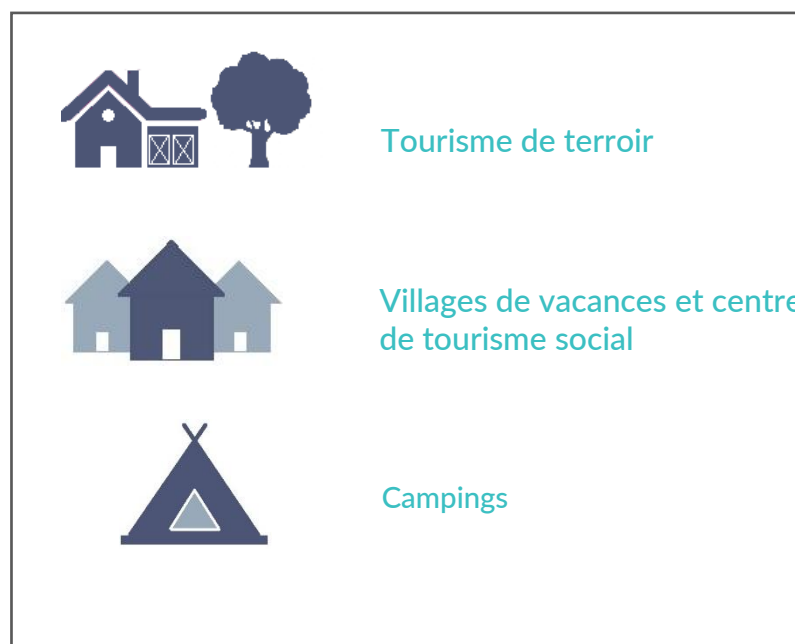 Tourisme de terroir
Villages de vacances et centre
de tourisme social
Campings